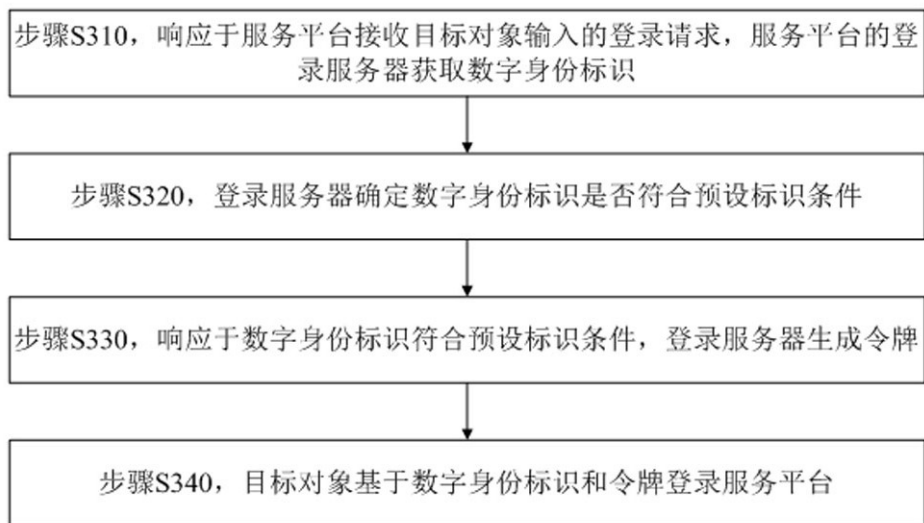 步骤S310，响应于服务平台接收目标对象输入的登录请求，服务平台的登
录服务器获取数字身份标识
步骤S320，登录服务器确定数字身份标识是否符合预设标识条件
步骤S330，响应于数字身份标识符合预设标识条件，登录服务器生成令牌
步骤S340，目标对象基于数字身份标识和令牌登录服务平台